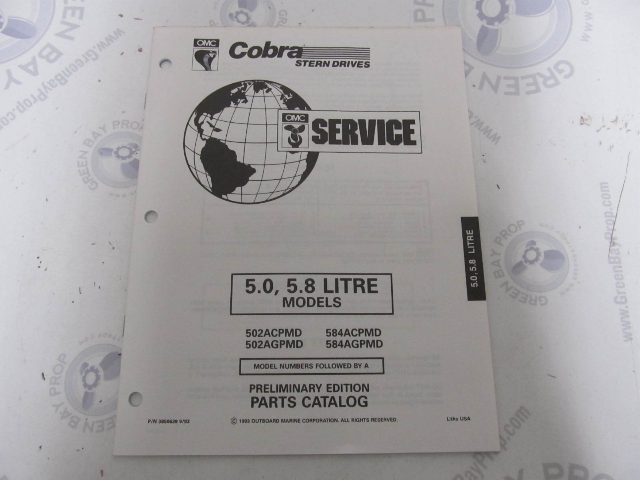 OMC
Cobra
STERN DRIVES
OMC
SERVICE
5.0, 5.8 LITRE
5.0, 5.8 LITRE
MODELS
502ACPMD 584ACPMD
502AGPMD 584AGPMD
MODEL NUMBERS FOLLOWED BY A
PRELIMINARY EDITION
PARTS CATALOG
© 1993 OUTBOARD MARINE CORPORATION. ALL RIGHTS RESERVED.
Litho USA
GREEN BAY PROP
www.GreenBayProp.com